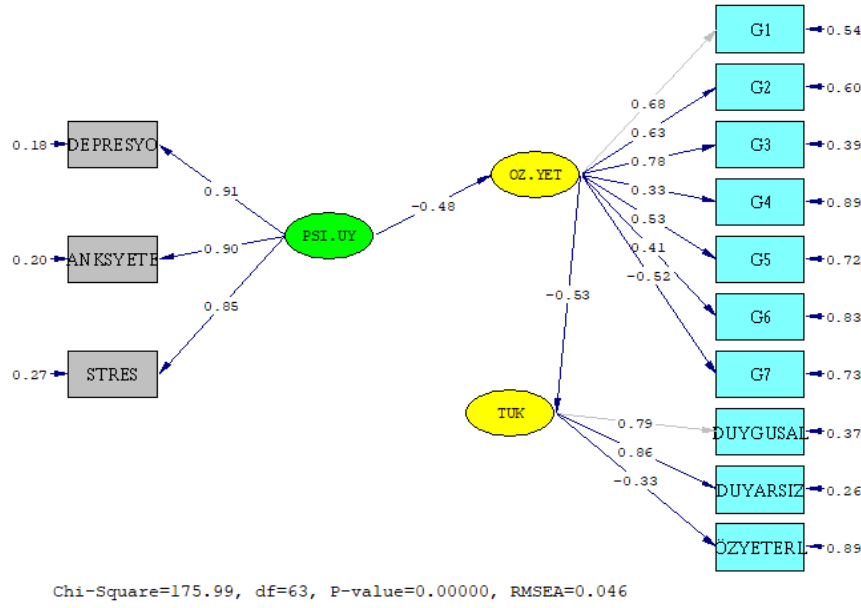 G1
0.54
G2
0.60
0.68
0.63
0.18
DEPRESYO
G3
0.39
0.78
OZ.YET
0.91
0.33
G4
0.89
-0.48
0.53
PSI.UY
0.90
0.41
0.20
ANKSYETE
G5
0.72
-0.52
-0.53
0.85
G6
0.83
0.27
STRES
G7
0.73
TUK
0.79
DUYGUSAL
0.37
0.86
-0.33
DUYARSIZ
0.26
ÖZYETERL
0.89
Chi-Square=175.99, df=63, P-value=0.00000, RMSEA=0.046